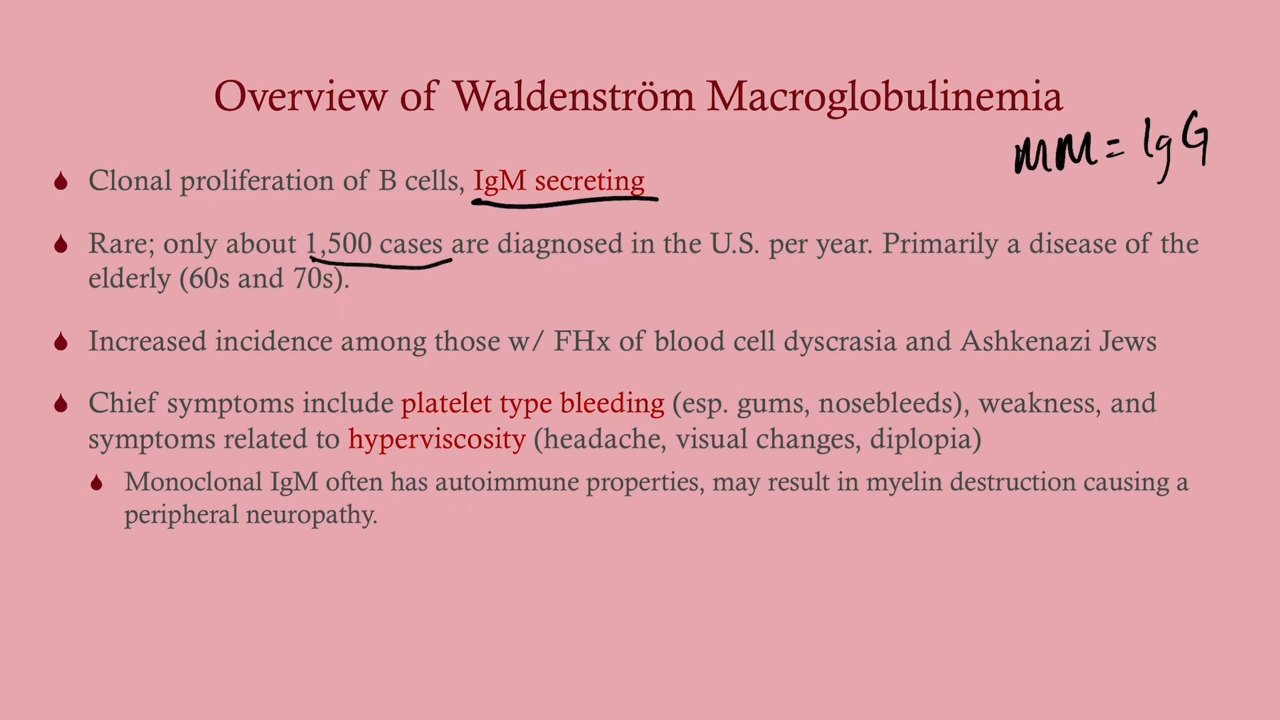 Overview of Waldenström Macroglobulinemia
MM = IgG
Clonal proliferation of B cells, IgM secreting
Rare; only about 1,500 cases are diagnosed in the U.S. per year. Primarily a disease of the
elderly (60s and 70s).
Increased incidence among those w/ FHx of blood cell dyscrasia and Ashkenazi Jews
Chief symptoms include platelet type bleeding (esp. gums, nosebleeds), weakness, and
symptoms related to hyperviscosity (headache, visual changes, diplopia)
Monoclonal IgM often has autoimmune properties, may result in myelin destruction causing a
peripheral neuropathy.